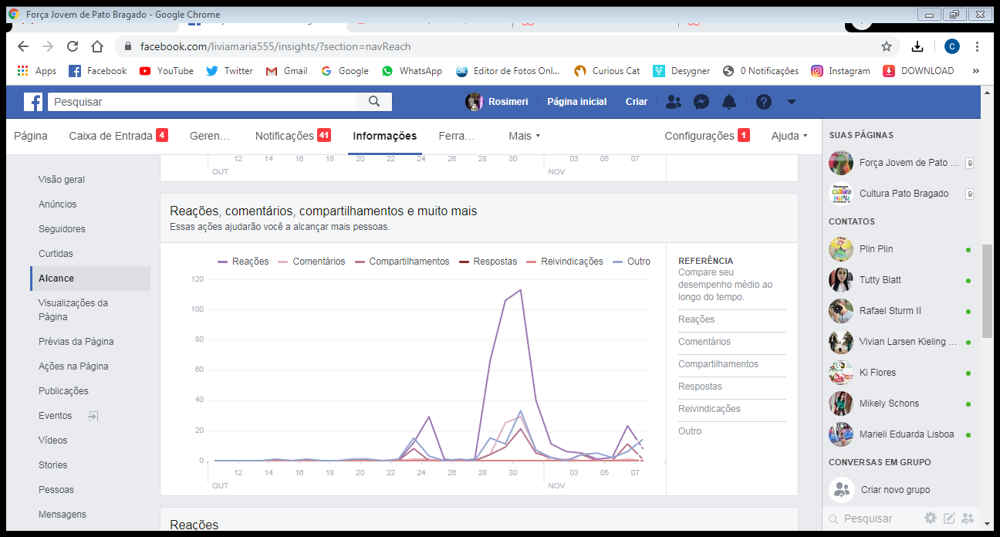 Força Jovem de Pato Bragado - Google Chrome
facebook.com/liviamaria555/insights/?section=navReach
C
Apps Facebook YouTube Twitter Gmail Google WhatsApp Editor de Fotos Onl... Curious Cat Desygner 0 Notificações Instagram DOWNLOAD »
Pesquisar Rosimeri Página inicial Criar
Página Caixa de Entrada 4 Geren... Notificações 41 Informações Ferra... Mais Configurações 1 Ajuda
Visão geral
Anúncios
Seguidores
Curtidas
Alcance
Visualizações da
Página
Prévias da Página
Ações na Página
Publicações
Eventos
Vídeos
Stories
Pessoas
Mensagens
12 14 16 18 20 22 24 26 28 30 03 05 07
OUT NOV
Reações, comentários, compartilhamentos e muito mais
Essas ações ajudarão você a alcançar mais pessoas.
Reações Comentários Compartilhamentos Respostas Reivindicações Outro
120
100
80
60
40
20
0
12 14 16 18 20 22 24 26 28 30 03 05 07
OUT NOV
REFERÊNCIA
Compare seu
desempenho médio ao
longo do tempo.
Reações
Comentários
Compartilhamentos
Respostas
Reivindicações
Outro
Reações
SUAS PÁGINAS
Força Jovem de Pato ... 9
Cultura Pato Bragado 9
CONTATOS
Plin Plin
Tutty Blatt
Rafael Sturm II
Vivian Larsen Kieling ...
Ki Flores
Mikely Schons
Marieli Eduarda Lisboa
CONVERSAS EM GRUPO
Criar novo grupo
Pesquisar